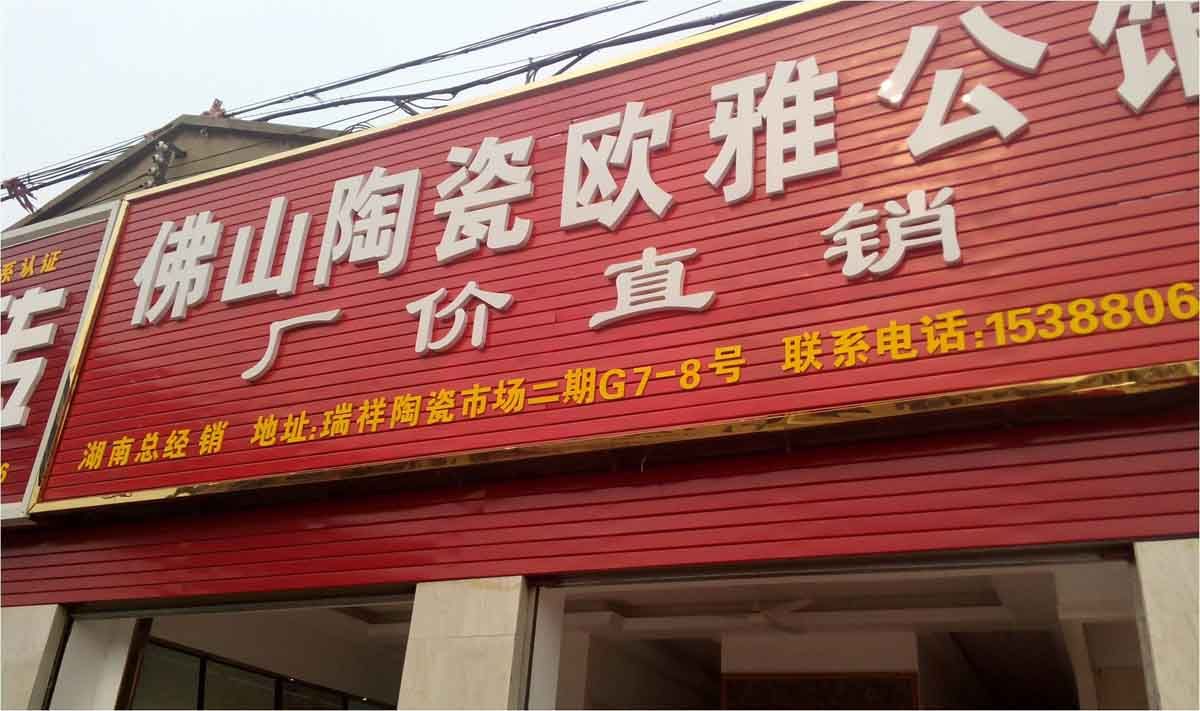 佛山陶瓷欧雅公馆
厂价直销
湖南总经销 地址:瑞祥陶瓷市场二期G7-8号 联系电话:1538806
系认证
6